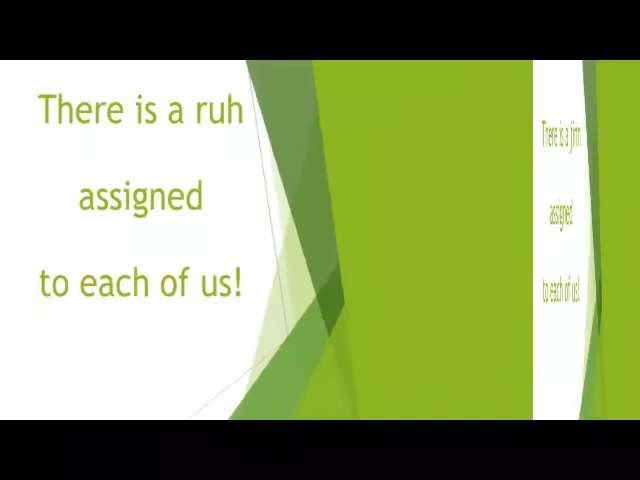 There is a ruh
assigned
to each of us!
There is a jinn
assigned
to each of us!